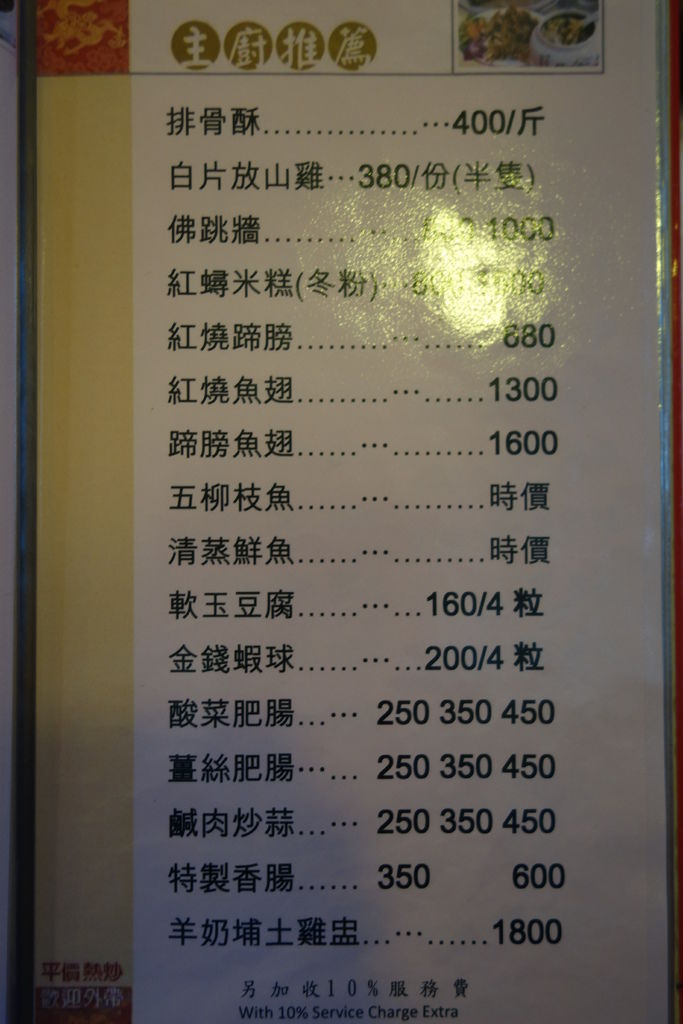 主廚推薦
排骨酥................⋯400/斤
白片放山雞⋯380/份(半隻)
佛跳牆............⋯.... 1000
紅蟳米糕(冬粉)⋯
紅燒蹄膀.........⋯...... 680
紅燒魚翅.........⋯......1300
蹄膀魚翅......⋯.........1600
五柳枝魚......⋯.........時價
清蒸鮮魚......⋯.........時價
軟玉豆腐......⋯...160/4 粒
金錢蝦球......⋯...200/4 粒
酸菜肥腸...⋯ 250 350 450
薑絲肥腸⋯... 250 350 450
鹹肉炒蒜...⋯ 250 350 450
特製香腸...... 350 600
羊奶埔土雞盅...⋯......1800
平價熱炒
歡迎外帶
另加收10%服務費
With 10% Service Charge Extra